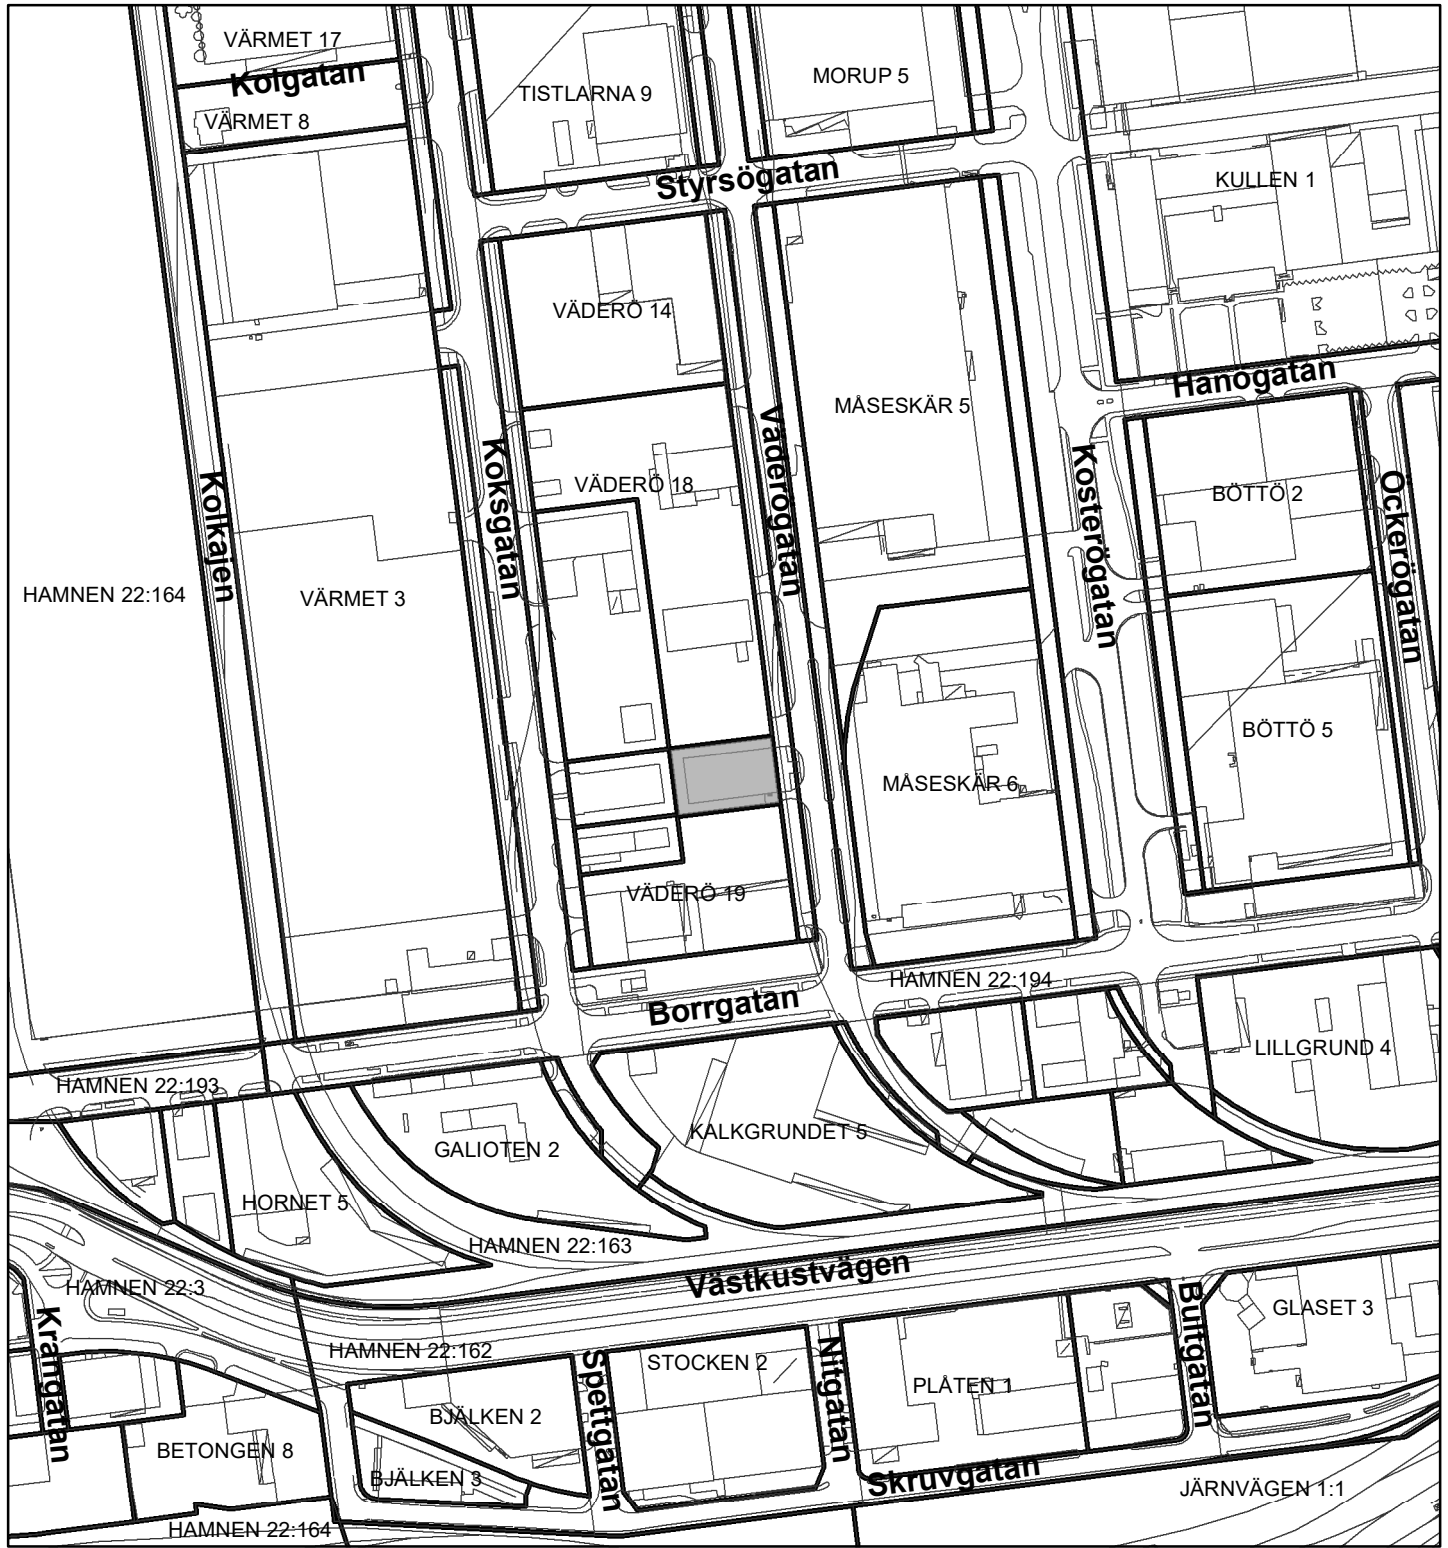 VÄRMET 17
Kolgatan
MORUP 5
TISTLARNA 9
VÄRMET 8
Styrsögatan
KULLEN 1
VÄDERÖ 14
Hanögatan
MÅSESKÄR 5
Väderögatan
Koksgatan
Kolkajen
VÄDERÖ 18
Kosterögatan
BÖTTÖ 2
Öckerögatan
HAMNEN 22:164
VÄRMET 3
BÖTTÖ 5
MÅSESKÄR 6
VÄDERÖ 19
HAMNEN 22:194
Borrgatan
LILLGRUND 4
HAMNEN 22:193
KALKGRUNDET 5
GALIOTEN 2
HORNET 5
HAMNEN 22:163
Västkustvägen
HAMNEN 22:3
Krangatan
Bultgatan
GLASET 3
HAMNEN 22:162
Spettgatan
STOCKEN 2
Nitgatan
PLÅTEN 1
BJÄLKEN 2
BETONGEN 8
BJÄLKEN 3
Skruvgatan
JÄRNVÄGEN 1:1
HAMNEN 22:164